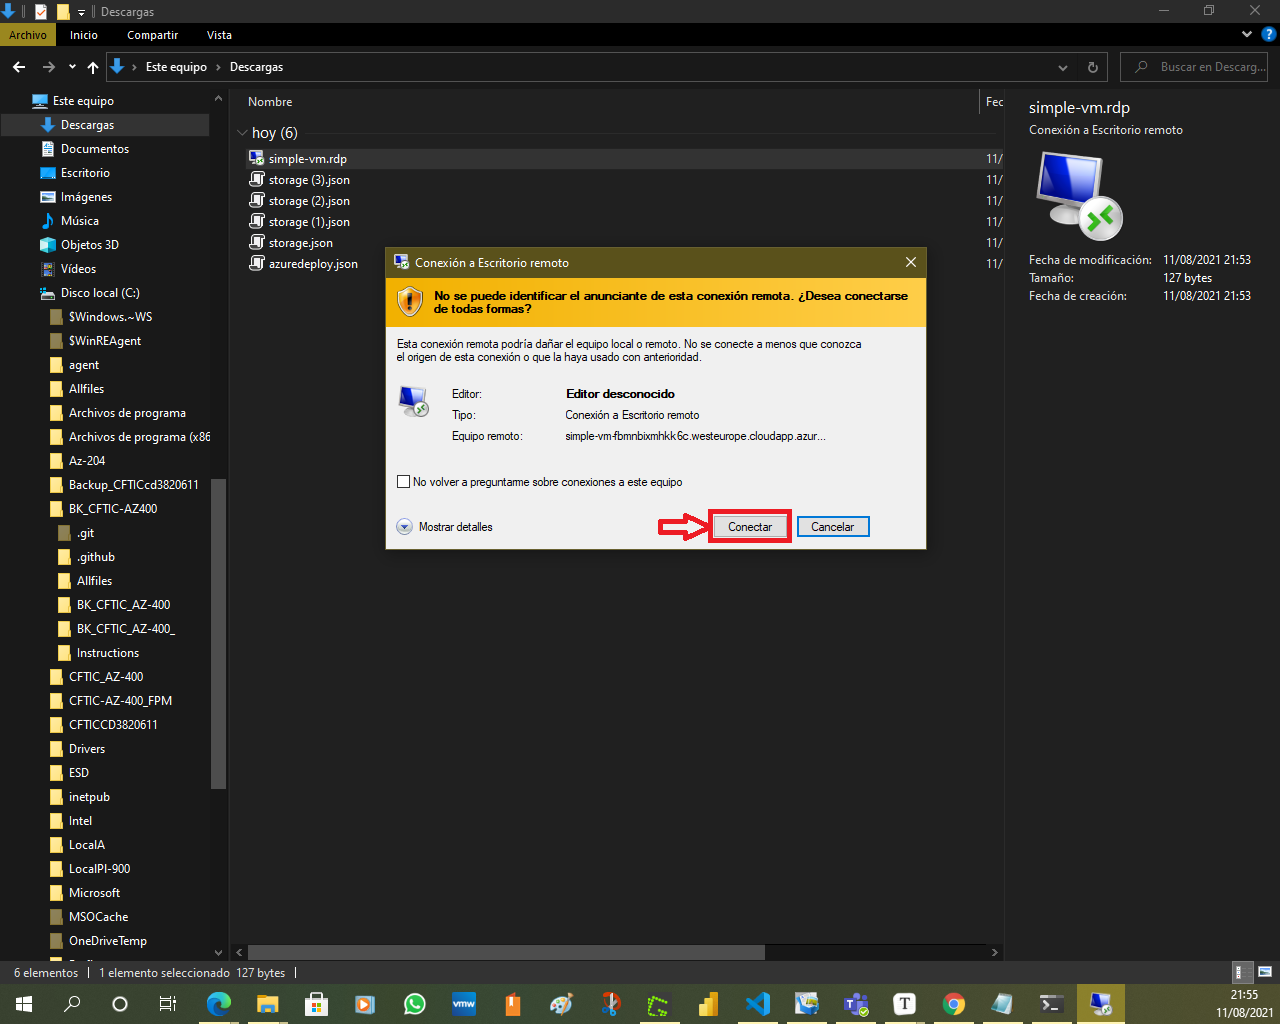 Descargas
Archivo
Inicio
Compartir
Vista
Este equipo
Descargas
Buscar en Descarg...
Este equipo
Descargas
Documentos
Escritorio
Imágenes
Música
Objetos 3D
Vídeos
Disco local (C:)
$Windows.~WS
$WinREAgent
agent
Allfiles
Archivos de programa
Archivos de programa (x86
Az-204
Backup_CFTICcd3820611
BK_CFTIC-AZ400
.git
.github
Allfiles
BK_CFTIC_AZ-400
BK_CFTIC_AZ-400_
Instructions
CFTIC_AZ-400
CFTIC-AZ-400_FPM
CFTICCD3820611
Drivers
ESD
inetpub
Intel
LocalA
LocalPI-900
Microsoft
MSOCache
OneDriveTemp
Nombre
Fec
hoy (6)
simple-vm.rdp
11/
storage (3).json
11/
storage (2).json
11/
storage (1).json
11/
storage.json
11/
azuredeploy.json
11/
Conexión a Escritorio remoto
No se puede identificar el anunciante de esta conexión remota. ¿Desea conectarse
de todas formas?
Esta conexión remota podría dañar el equipo local o remoto. No se conecte a menos que conozca
el origen de esta conexión o que la haya usado con anterioridad.
Editor:
Editor desconocido
Tipo:
Conexión a Escritorio remoto
Equipo remoto:
simple-vm-fbmnbixmhkk6c.westeurope.cloudapp.azur...
No volver a preguntarme sobre conexiones a este equipo
Mostrar detalles
Conectar
Cancelar
simple-vm.rdp
Conexión a Escritorio remoto
Fecha de modificación: 11/08/2021 21:53
Tamaño: 127 bytes
Fecha de creación: 11/08/2021 21:53
6 elementos
1 elemento seleccionado 127 bytes
vmw
T
21:55
11/08/2021